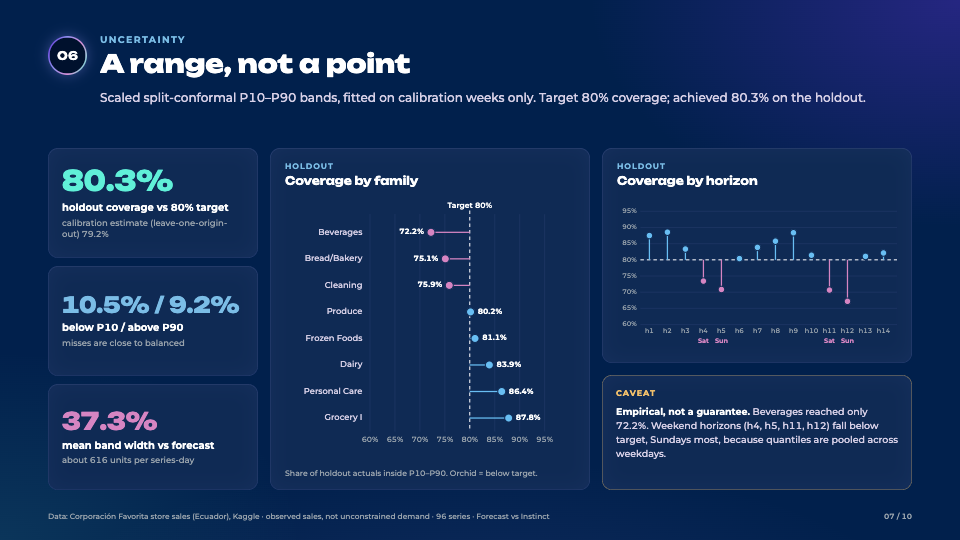 06
UNCERTAINTY
A range, not a point
Scaled split-conformal P10–P90 bands, fitted on calibration weeks only. Target 80% coverage; achieved 80.3% on the holdout.
80.3%
holdout coverage vs 80% target
calibration estimate (leave-one-origin-
out) 79.2%
10.5% / 9.2%
below P10 / above P90
misses are close to balanced
37.3%
mean band width vs forecast
about 616 units per series-day
HOLDOUT
Coverage by family
Target 80%
Beverages 72.2%
Bread/Bakery 75.1%
Cleaning 75.9%
Produce 80.2%
Frozen Foods 81.1%
Dairy 83.9%
Personal Care 86.4%
Grocery I 87.8%
60% 65% 70% 75% 80% 85% 90% 95%
Share of holdout actuals inside P10–P90. Orchid = below target.
HOLDOUT
Coverage by horizon
95%
90%
85%
80%
75%
70%
65%
60%
h1 h2 h3 h4 h5 h6 h7 h8 h9 h10 h11 h12 h13 h14
Sat Sun Sat Sun
CAVEAT
Empirical, not a guarantee. Beverages reached only
72.2%. Weekend horizons (h4, h5, h11, h12) fall below
target, Sundays most, because quantiles are pooled across
weekdays.
Data: Corporación Favorita store sales (Ecuador), Kaggle · observed sales, not unconstrained demand · 96 series · Forecast vs Instinct
07 / 10